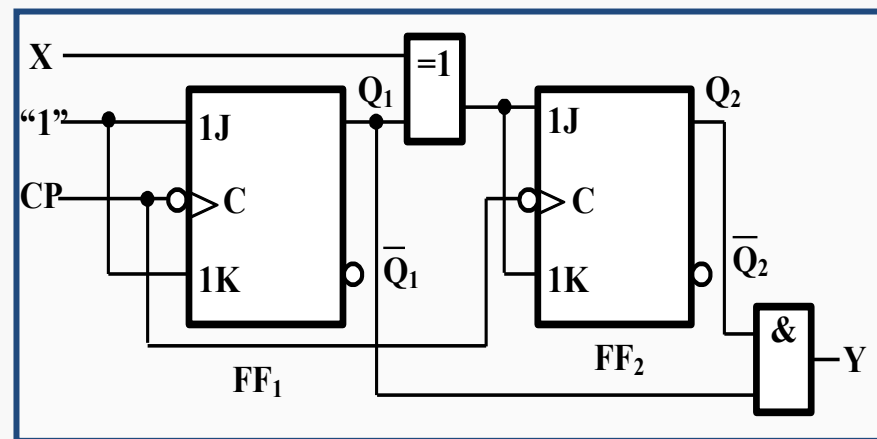 X
=1
Q₁
Q₂
“1”
1J
1J
CP
C
C
Q̅₁
Q̅₂
1K
1K
&
Y
FF₁
FF₂